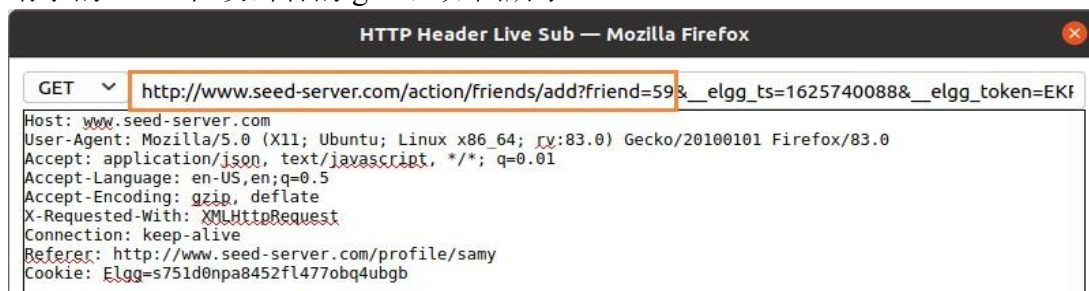 HTTP Header Live Sub — Mozilla Firefox
GET http://www.seed-server.com/action/friends/add?friend=59&__elgg_ts=1625740088&__elgg_token=EKF
Host: www.seed-server.com
User-Agent: Mozilla/5.0 (X11; Ubuntu; Linux x86_64; rv:83.0) Gecko/20100101 Firefox/83.0
Accept: application/json, text/javascript, */*; q=0.01
Accept-Language: en-US,en;q=0.5
Accept-Encoding: gzip, deflate
X-Requested-With: XMLHttpRequest
Connection: keep-alive
Referer: http://www.seed-server.com/profile/samy
Cookie: Elgg=s751d0npa8452fl477obq4ubgb